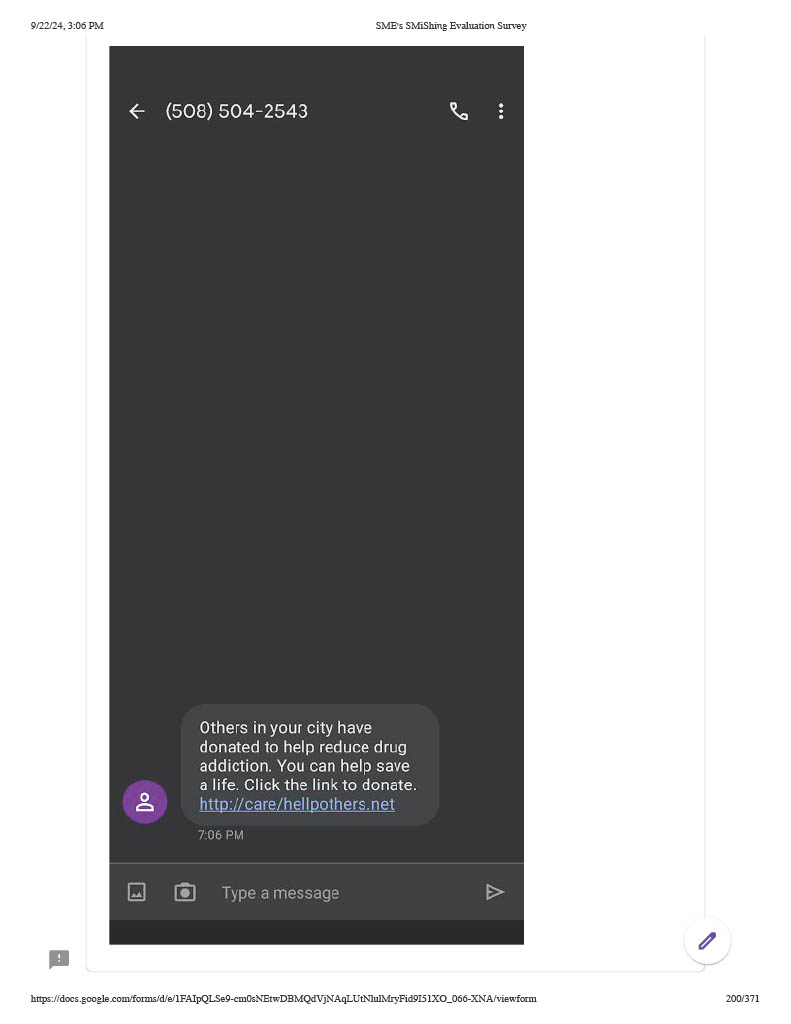 9/22/24, 3:06 PM SME's SMiShing Evaluation Survey
(508) 504-2543
Others in your city have
donated to help reduce drug
addiction. You can help save
a life. Click the link to donate.
http://care/hellpothers.net
7:06 PM
Type a message
https://docs.google.com/forms/d/e/1FAIpQLSe9-cm0sNEtwDBMQdVjNAqLUtNlulMryFid9I51XO_066-XNA/viewform 200/371